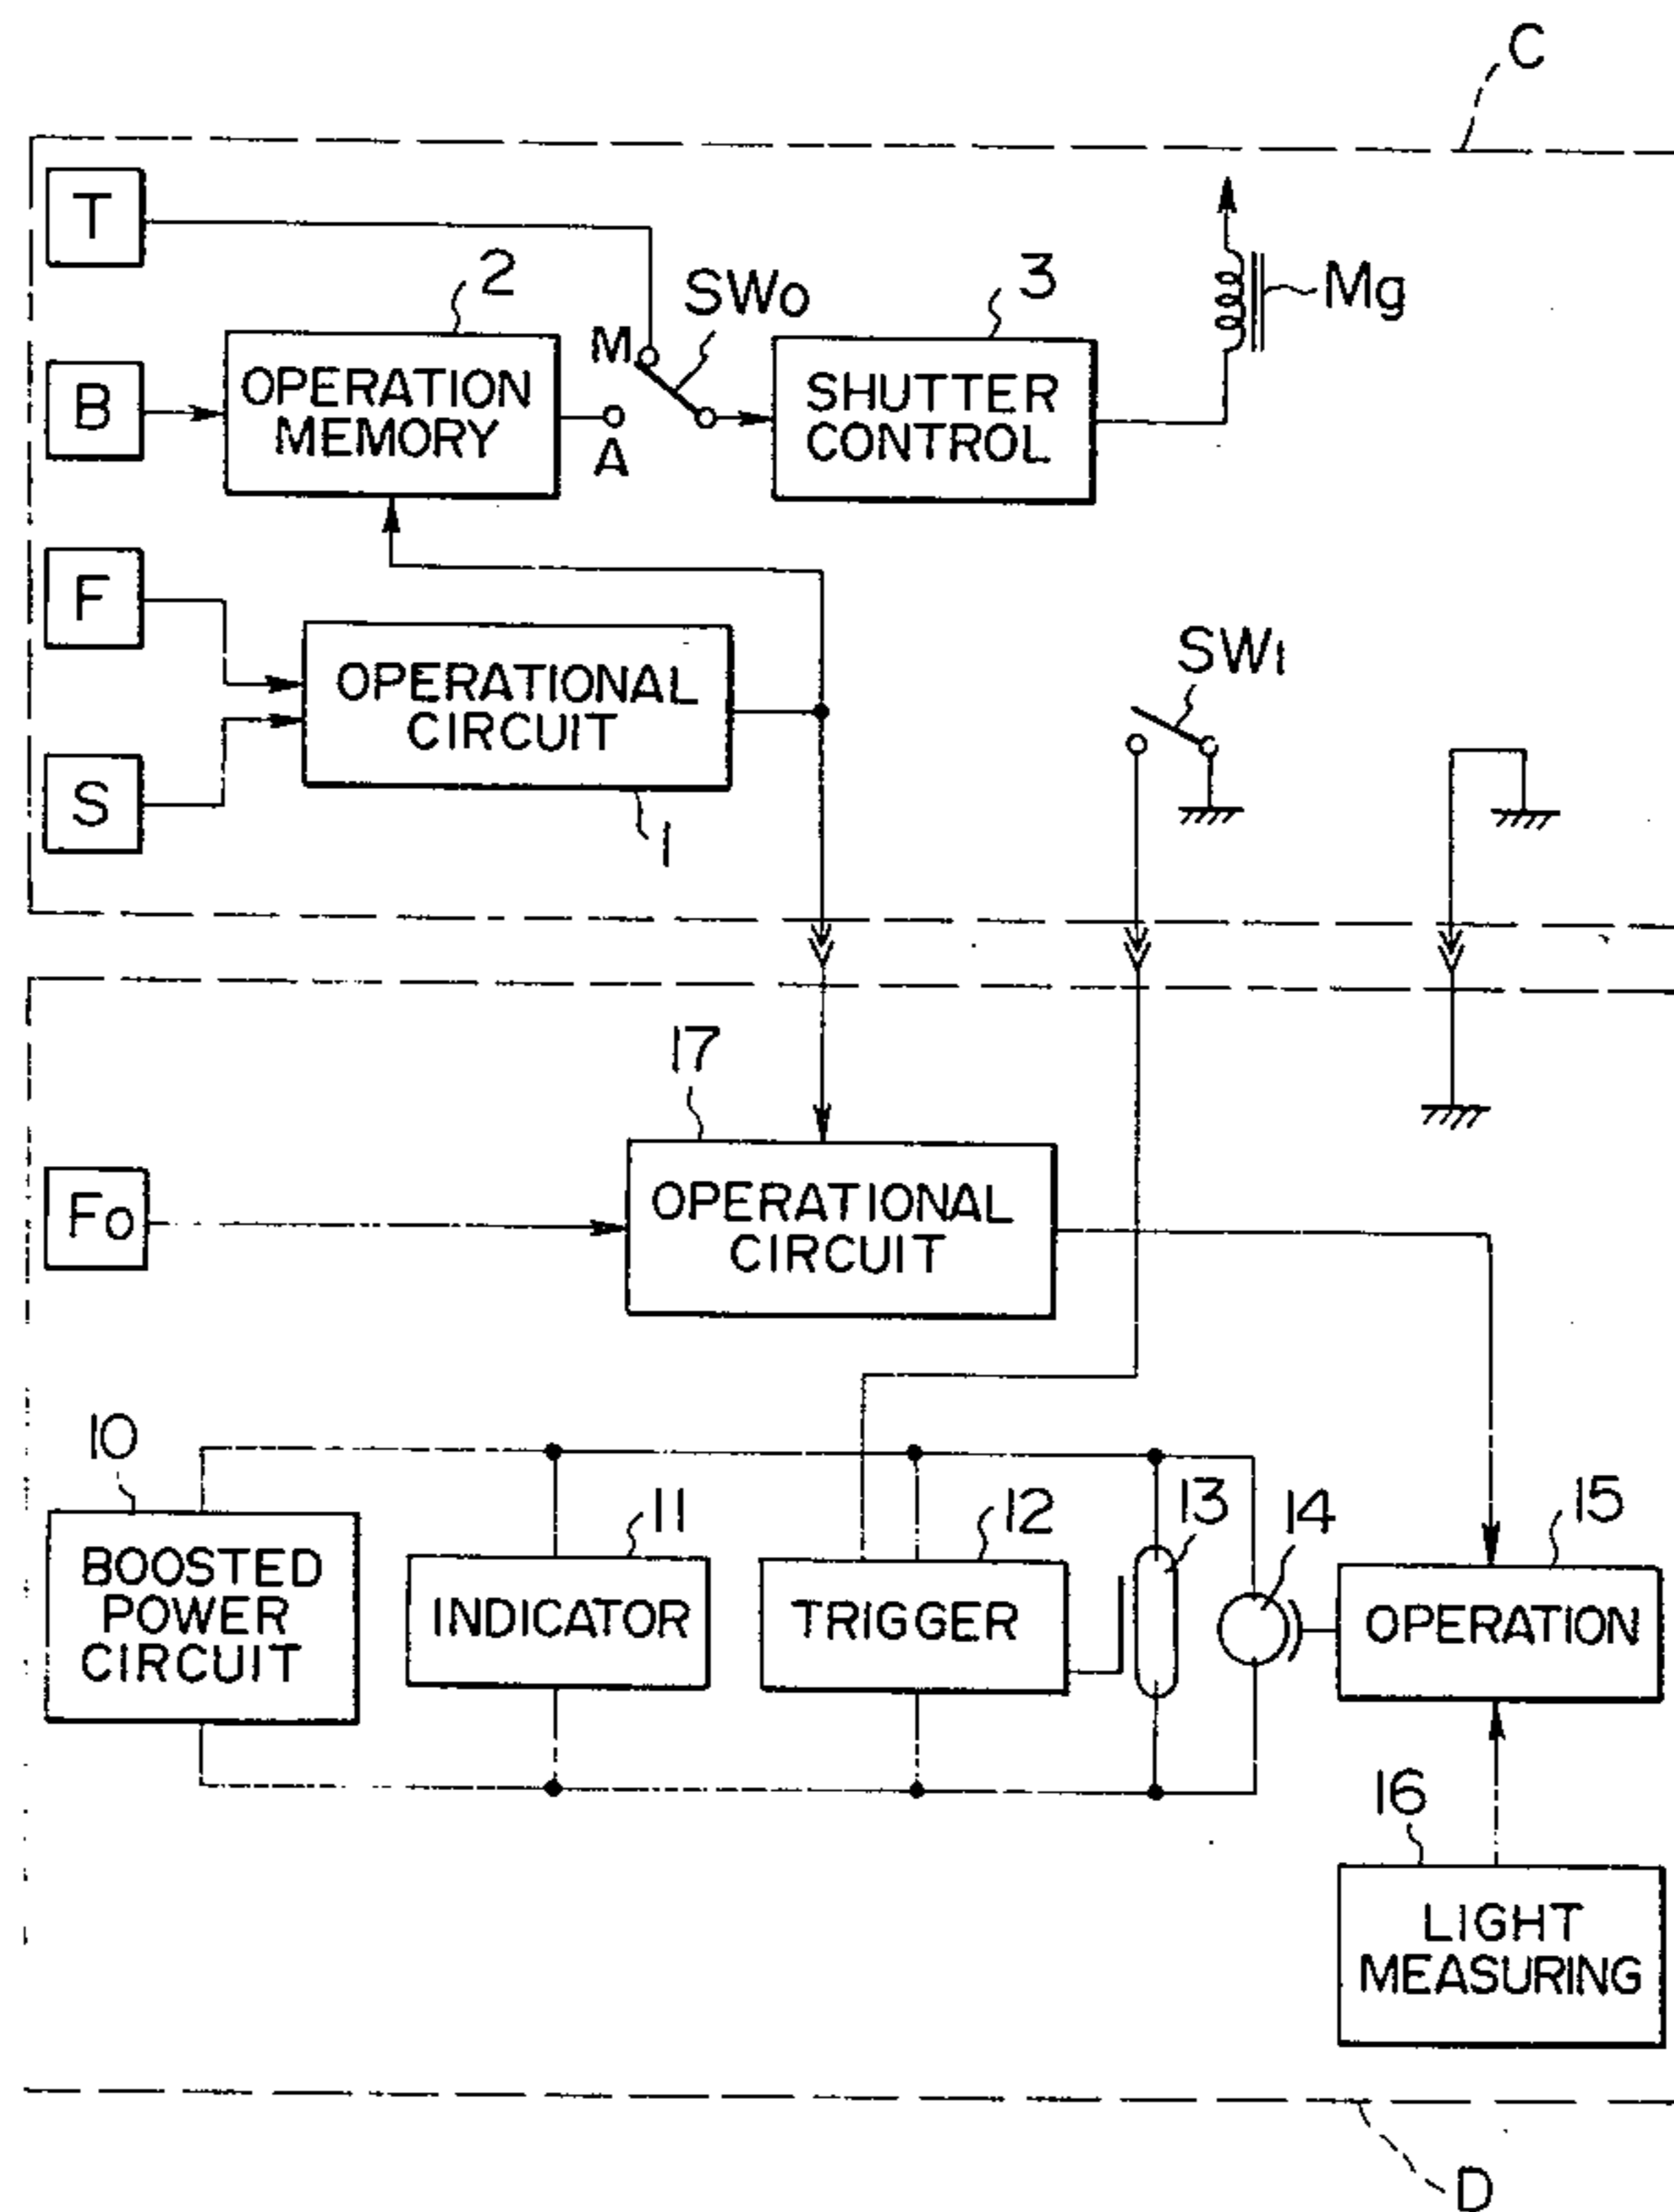 C
T
2
SWo
3
Mg
M
B
OPERATION
MEMORY
A
SHUTTER
CONTROL
F
OPERATIONAL
CIRCUIT
SW1
S
1
17
Fo
OPERATIONAL
CIRCUIT
10
11
12
13
14
15
BOOSTED
POWER
CIRCUIT
INDICATOR
TRIGGER
OPERATION
16
LIGHT
MEASURING
D